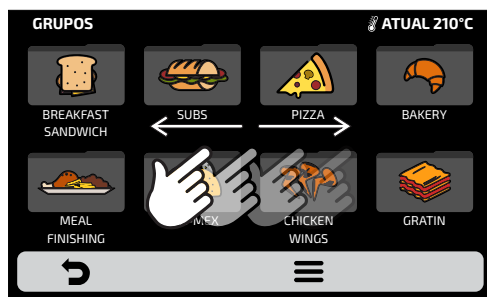 GRUPOS
ATUAL 210°C
BREAKFAST SANDWICH
SUBS
PIZZA
BAKERY
MEAL FINISHING
MEX
CHICKEN WINGS
GRATIN